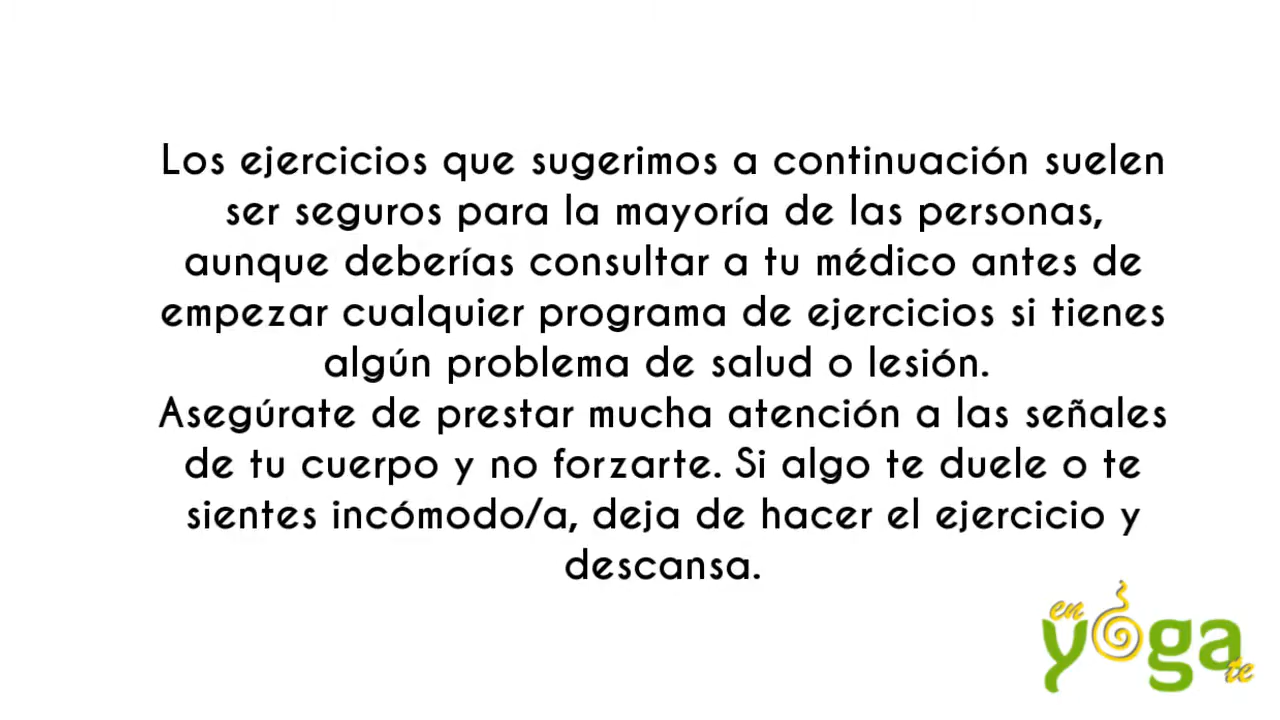 Los ejercicios que sugerimos a continuación suelen
ser seguros para la mayoría de las personas,
aunque deberías consultar a tu médico antes de
empezar cualquier programa de ejercicios si tienes
algún problema de salud o lesión.
Asegúrate de prestar mucha atención a las señales
de tu cuerpo y no forzarte. Si algo te duele o te
sientes incómodo/a, deja de hacer el ejercicio y
descansa.
en
yoga
te